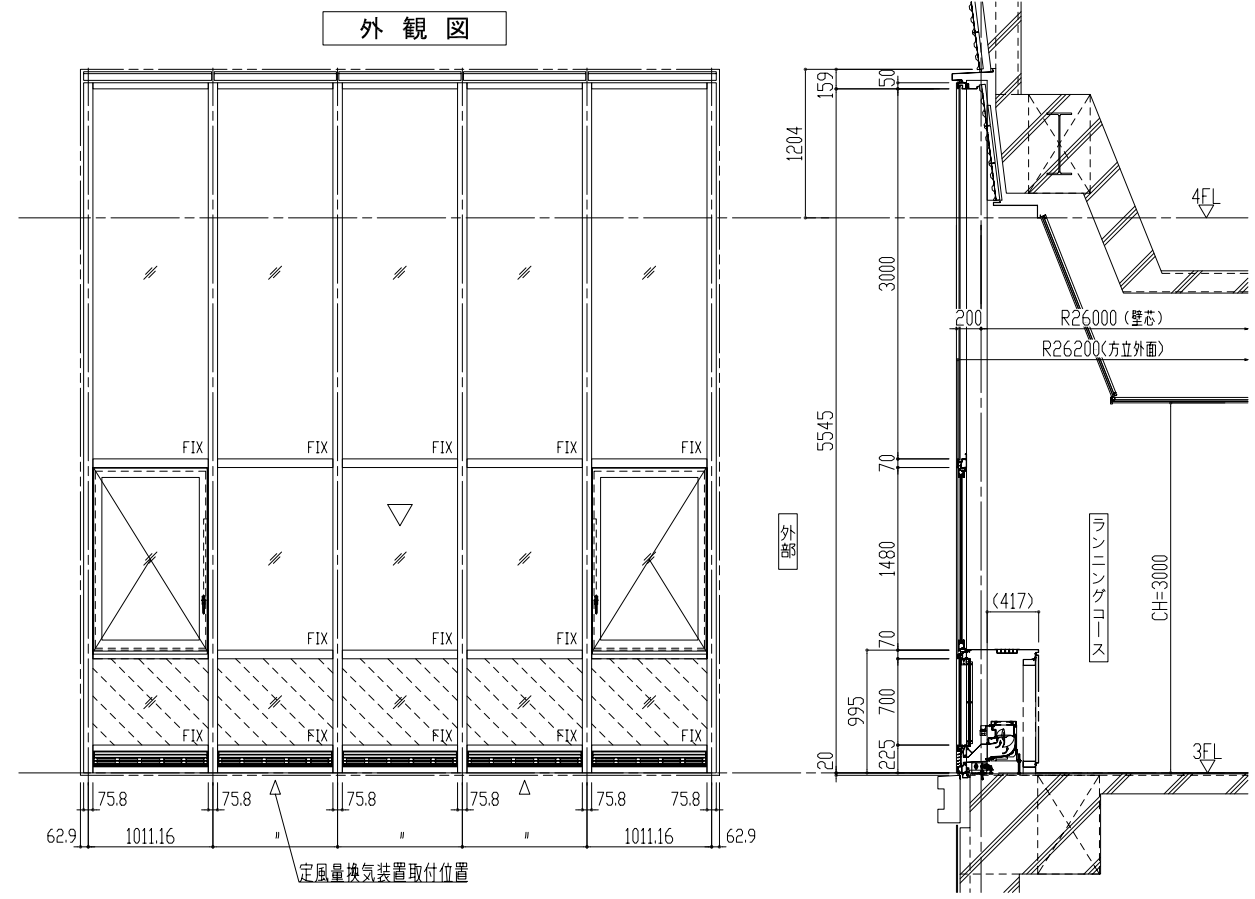 外観図
159
50
1204
4FL
3000
200
R26000(壁芯)
R26200(方立外面)
5545
FIX
FIX
FIX
FIX
FIX
70
外部
ランニングコース
1480
CH=3000
(417)
FIX
FIX
FIX
70
995
700
FIX
FIX
FIX
FIX
FIX
225
20
3FL
75.8
75.8
75.8
75.8
75.8
75.8
62.9
1011.16
〃
〃
〃
1011.16
62.9
定風量換気装置取付位置